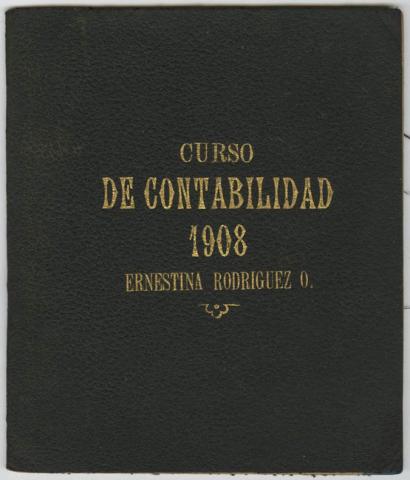 CURSO
DE CONTABILIDAD
1908
ERNESTINA RODRIGUEZ O.